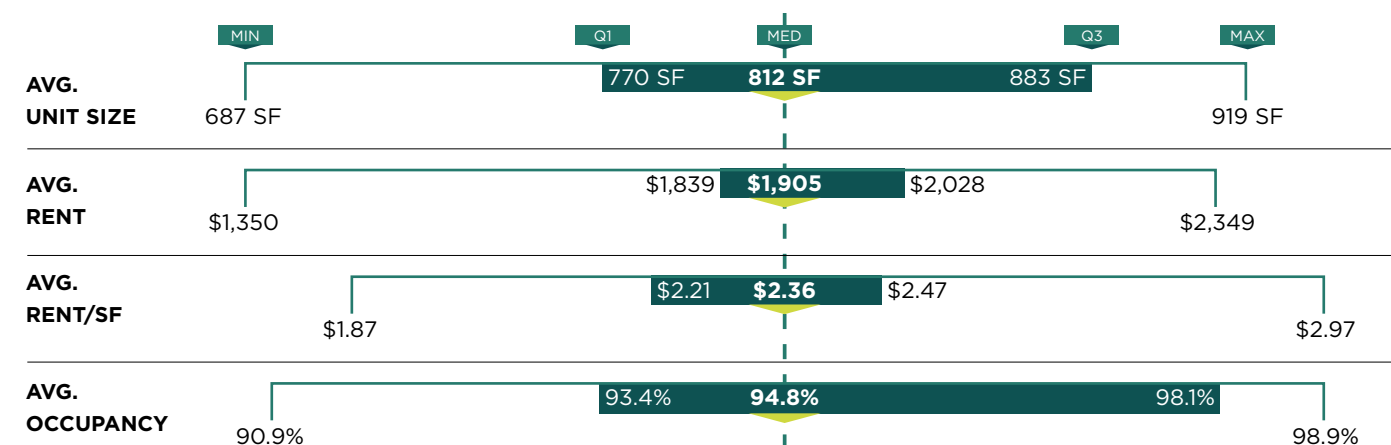 MIN Q1 MED Q3 MAX
AVG.
UNIT SIZE
770 SF 812 SF 883 SF
687 SF 919 SF
AVG.
RENT
$1,839 $1,905 $2,028
$1,350 $2,349
AVG.
RENT/SF
$2.21 $2.36 $2.47
$1.87 $2.97
AVG.
OCCUPANCY
93.4% 94.8% 98.1%
90.9% 98.9%